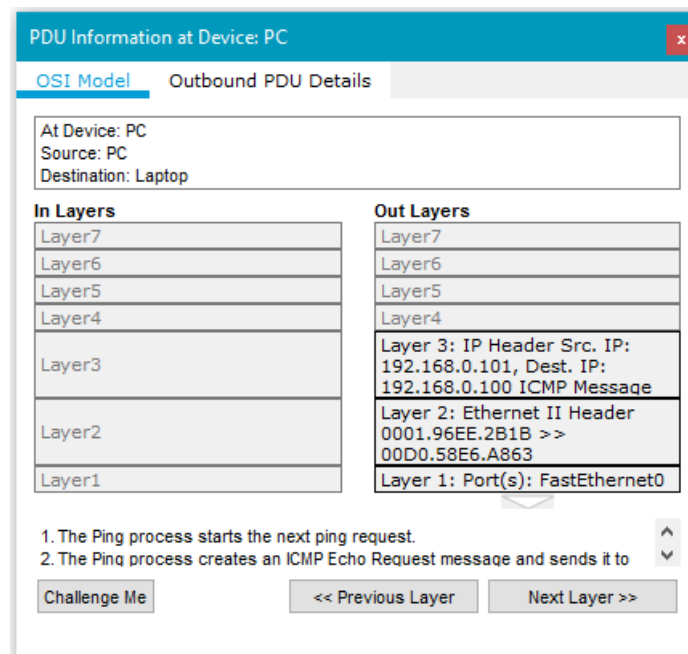 PDU Information at Device: PC
x
OSI Model
Outbound PDU Details
At Device: PC
Source: PC
Destination: Laptop
In Layers
Layer7
Layer6
Layer5
Layer4
Layer3
Layer2
Layer1
Out Layers
Layer7
Layer6
Layer5
Layer4
Layer 3: IP Header Src. IP:
192.168.0.101, Dest. IP:
192.168.0.100 ICMP Message
Layer 2: Ethernet II Header
0001.96EE.2B1B >>
00D0.58E6.A863
Layer 1: Port(s): FastEthernet0
1. The Ping process starts the next ping request.
2. The Ping process creates an ICMP Echo Request message and sends it to
Challenge Me
<< Previous Layer
Next Layer >>